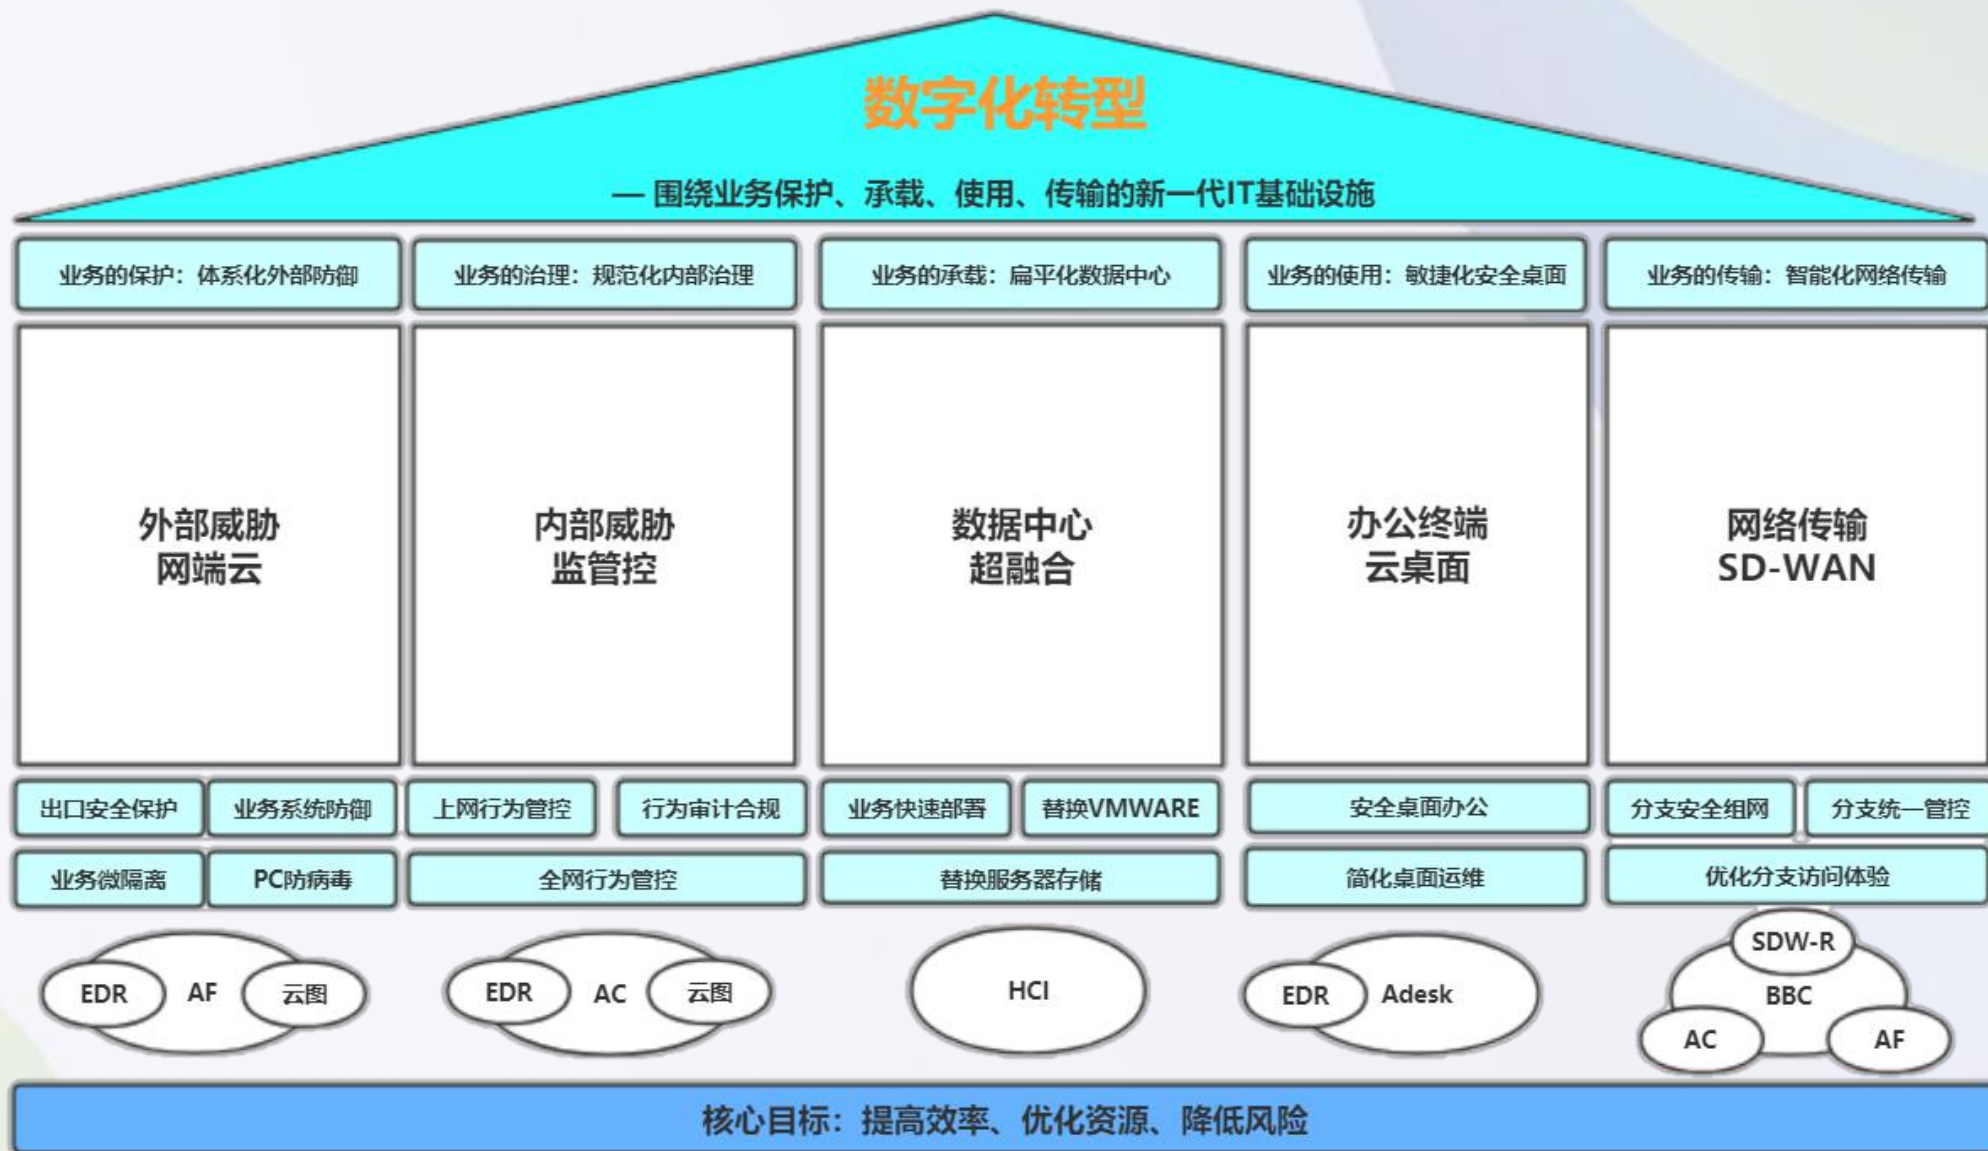 数字化转型
— 围绕业务保护、承载、使用、传输的新一代IT基础设施
业务的保护：体系化外部防御
业务的治理：规范化内部治理
业务的承载：扁平化数据中心
业务的使用：敏捷化安全桌面
业务的传输：智能化网络传输
外部威胁
网端云
内部威胁
监管控
数据中心
超融合
办公终端
云桌面
网络传输
SD-WAN
出口安全保护
业务系统防御
上网行为管控
行为审计合规
业务快速部署
替换VMWARE
安全桌面办公
分支安全组网
分支统一管控
业务微隔离
PC防病毒
全网行为管控
替换服务器存储
简化桌面运维
优化分支访问体验
EDR
AF
云图
EDR
AC
云图
HCI
EDR
Adesk
SDW-R
BBC
AC
AF
核心目标：提高效率、优化资源、降低风险